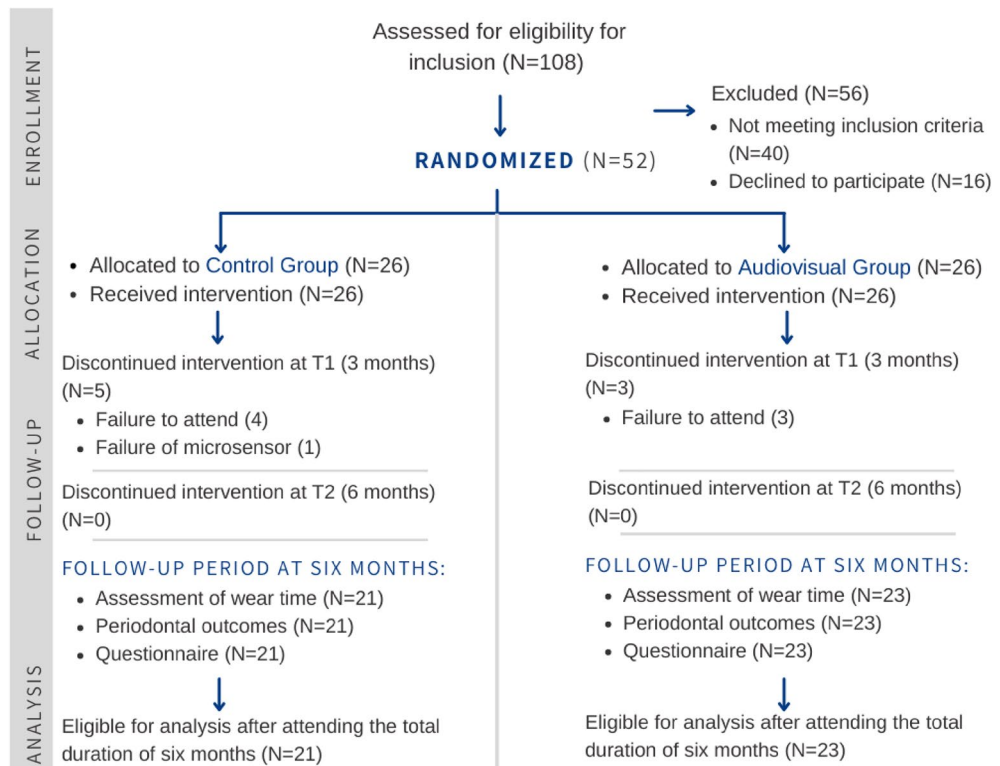 Assessed for eligibility for
inclusion (N=108)
Excluded (N=56)
• Not meeting inclusion criteria
(N=40)
• Declined to participate (N=16)
RANDOMIZED (N=52)
ENROLLMENT
• Allocated to Control Group (N=26)
• Received intervention (N=26)
• Allocated to Audiovisual Group (N=26)
• Received intervention (N=26)
ALLOCATION
Discontinued intervention at T1 (3 months)
(N=5)
• Failure to attend (4)
• Failure of microsensor (1)
Discontinued intervention at T1 (3 months)
(N=3)
• Failure to attend (3)
FOLLOW-UP
Discontinued intervention at T2 (6 months)
(N=0)
Discontinued intervention at T2 (6 months)
(N=0)
FOLLOW-UP PERIOD AT SIX MONTHS:
• Assessment of wear time (N=21)
• Periodontal outcomes (N=21)
• Questionnaire (N=21)
FOLLOW-UP PERIOD AT SIX MONTHS:
• Assessment of wear time (N=23)
• Periodontal outcomes (N=23)
• Questionnaire (N=23)
ANALYSIS
Eligible for analysis after attending the total
duration of six months (N=21)
Eligible for analysis after attending the total
duration of six months (N=23)